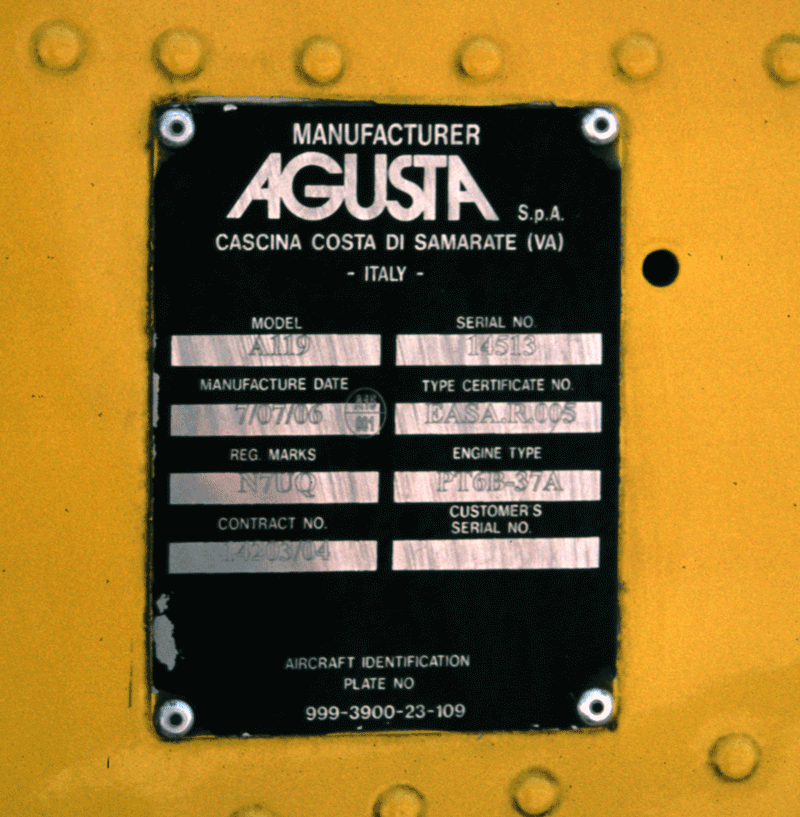 MANUFACTURER
AGUSTA S.p.A.
CASCINA COSTA DI SAMARATE (VA)
- ITALY -
MODEL SERIAL NO.
A119 14513
MANUFACTURE DATE TYPE CERTIFICATE NO.
7/07/06 EASA.R.005
001
REG. MARKS ENGINE TYPE
N7UQ PT6B-37A
CONTRACT NO. CUSTOMER'S
SERIAL NO.
14203/04
AIRCRAFT IDENTIFICATION
PLATE NO
999-3900-23-109